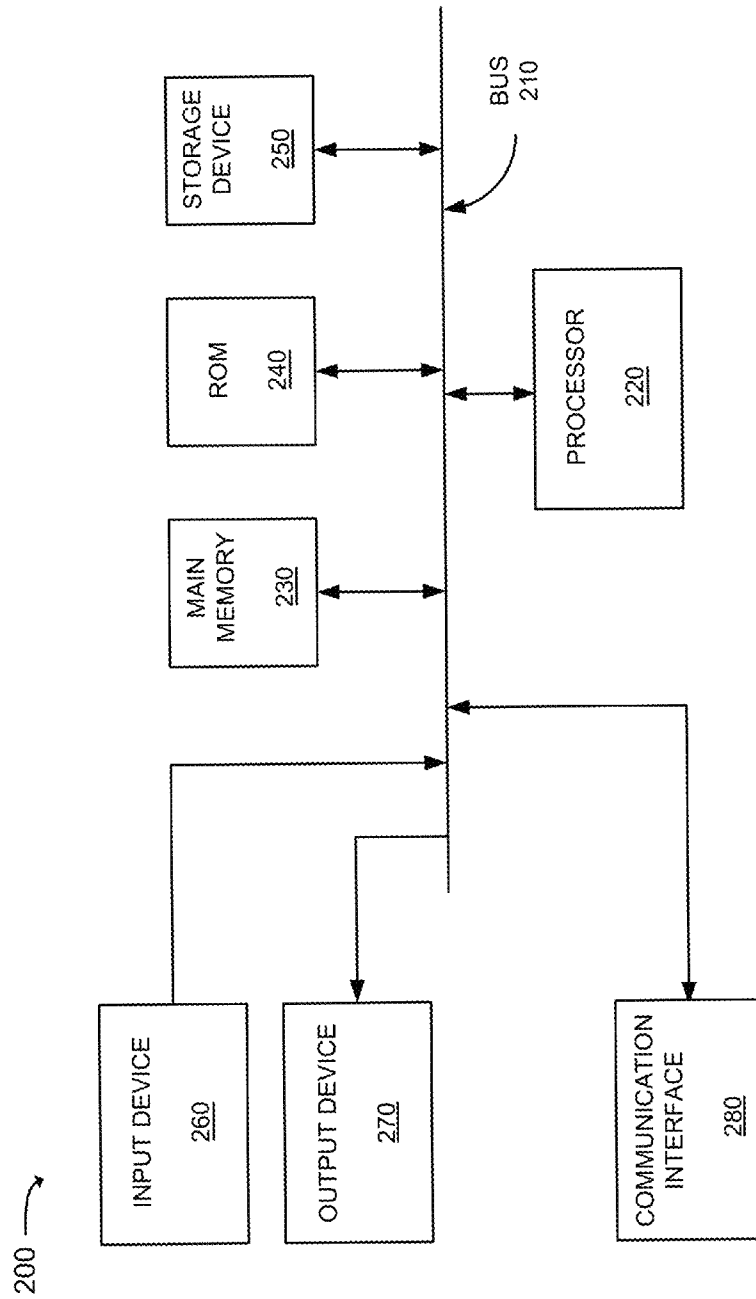 200
INPUT DEVICE
260
OUTPUT DEVICE
270
COMMUNICATION
INTERFACE
280
MAIN
MEMORY
230
ROM
240
STORAGE
DEVICE
250
PROCESSOR
220
BUS
210